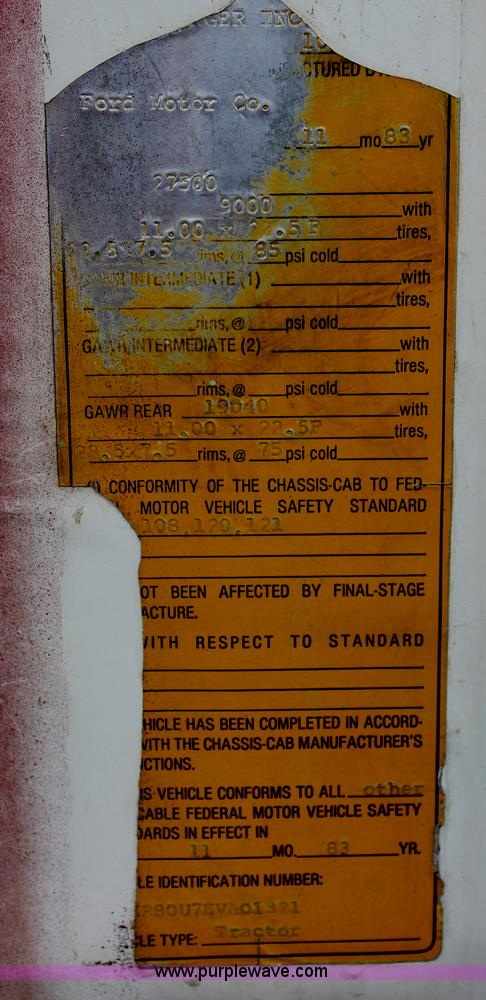 GER INC
CTURED B
Ford Motor Co.
11 mo 83 yr
27560
9000 with
11.00 x 22.5F tires,
rims, @ 85 psi cold
GAWR INTERMEDIATE (1) with
tires,
rims, @ psi cold
GAWR INTERMEDIATE (2) with
tires,
rims, @ psi cold
GAWR REAR 19040 with
11.00 x 22.5F tires,
rims, @ 75 psi cold
CONFORMITY OF THE CHASSIS-CAB TO FED-
MOTOR VEHICLE SAFETY STANDARD
108,120,121
OT BEEN AFFECTED BY FINAL-STAGE
ACTURE.
WITH RESPECT TO STANDARD
HICLE HAS BEEN COMPLETED IN ACCORD-
WITH THE CHASSIS-CAB MANUFACTURER'S
CTIONS.
IS VEHICLE CONFORMS TO ALL other
CABLE FEDERAL MOTOR VEHICLE SAFETY
DARDS IN EFFECT IN
11 MO. 83 YR.
LE IDENTIFICATION NUMBER:
R80U7EVA01321
LE TYPE: Tractor
www.purplewave.com